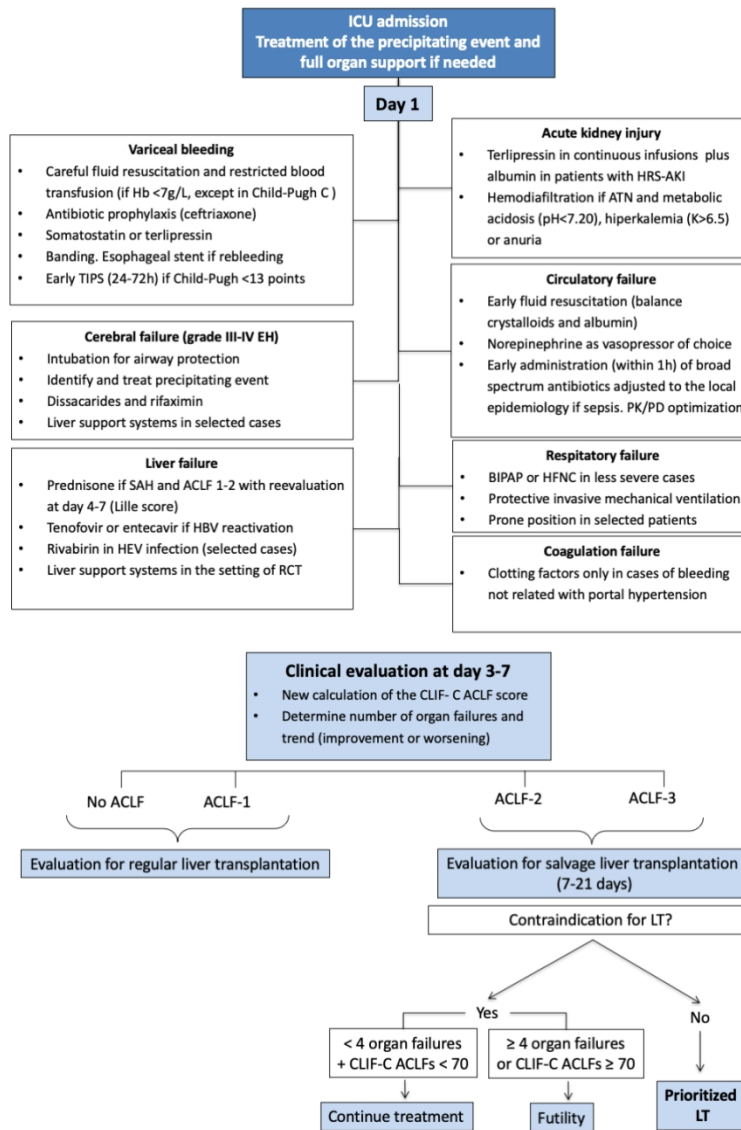 ICU admission
Treatment of the precipitating event and
full organ support if needed
Day 1
Variceal bleeding
• Careful fluid resuscitation and restricted blood
transfusion (if Hb <7g/L, except in Child-Pugh C )
• Antibiotic prophylaxis (ceftriaxone)
• Somatostatin or terlipressin
• Banding. Esophageal stent if rebleeding
• Early TIPS (24-72h) if Child-Pugh <13 points
Cerebral failure (grade III-IV EH)
• Intubation for airway protection
• Identify and treat precipitating event
• Dissacarides and rifaximin
• Liver support systems in selected cases
Liver failure
• Prednisone if SAH and ACLF 1-2 with reevaluation
at day 4-7 (Lille score)
• Tenofovir or entecavir if HBV reactivation
• Rivabirin in HEV infection (selected cases)
• Liver support systems in the setting of RCT
Acute kidney injury
• Terlipressin in continuous infusions plus
albumin in patients with HRS-AKI
• Hemodiafiltration if ATN and metabolic
acidosis (pH<7.20), hiperkalemia (K>6.5)
or anuria
Circulatory failure
• Early fluid resuscitation (balance
crystalloids and albumin)
• Norepinephrine as vasopressor of choice
• Early administration (within 1h) of broad
spectrum antibiotics adjusted to the local
epidemiology if sepsis. PK/PD optimization
Respiratory failure
• BIPAP or HFNC in less severe cases
• Protective invasive mechanical ventilation
• Prone position in selected patients
Coagulation failure
• Clotting factors only in cases of bleeding
not related with portal hypertension
Clinical evaluation at day 3-7
• New calculation of the CLIF- C ACLF score
• Determine number of organ failures and
trend (improvement or worsening)
No ACLF
ACLF-1
ACLF-2
ACLF-3
Evaluation for regular liver transplantation
Evaluation for salvage liver transplantation
(7-21 days)
Contraindication for LT?
Yes
No
< 4 organ failures
+ CLIF-C ACLFs < 70
≥ 4 organ failures
or CLIF-C ACLFs ≥ 70
Continue treatment
Futility
Prioritized
LT